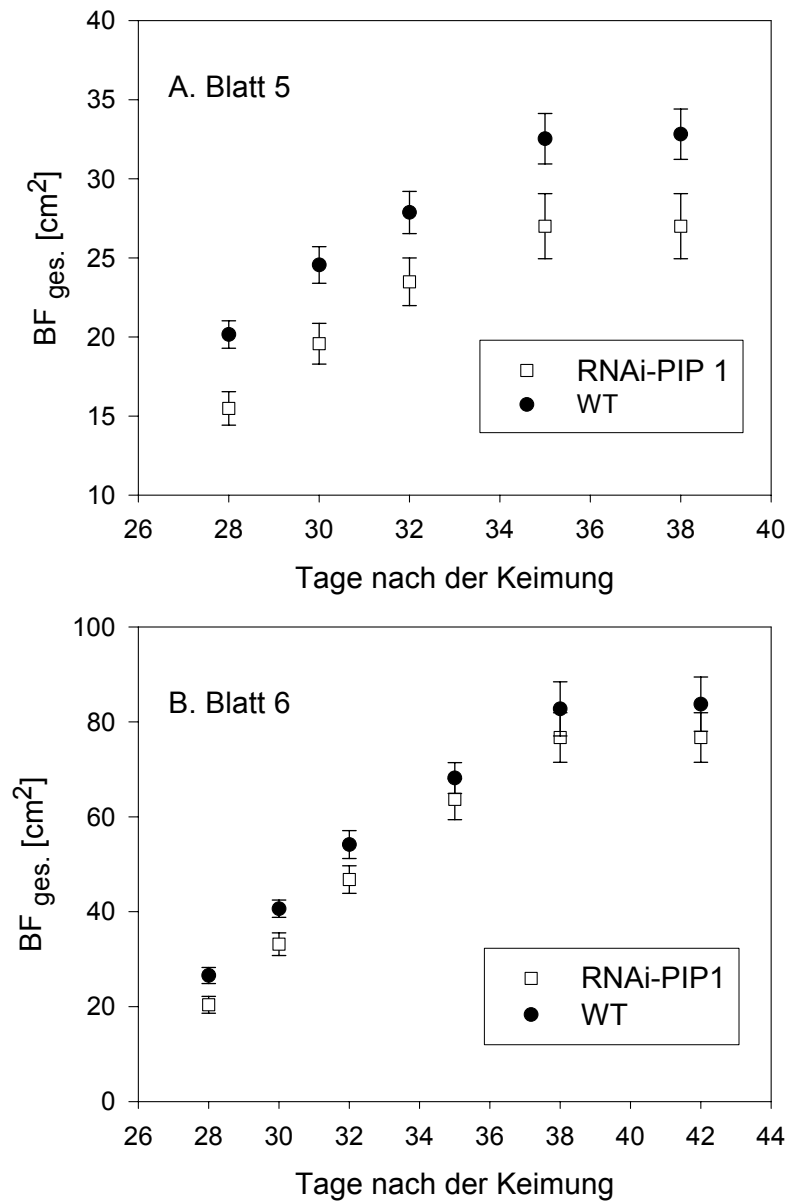 40
35
30
25
20
15
10
BF ges. [cm2]
A. Blatt 5
RNAi-PIP 1
WT
26 28 30 32 34 36 38 40
Tage nach der Keimung
100
80
60
40
20
0
BF ges. [cm2]
B. Blatt 6
RNAi-PIP1
WT
26 28 30 32 34 36 38 40 42 44
Tage nach der Keimung